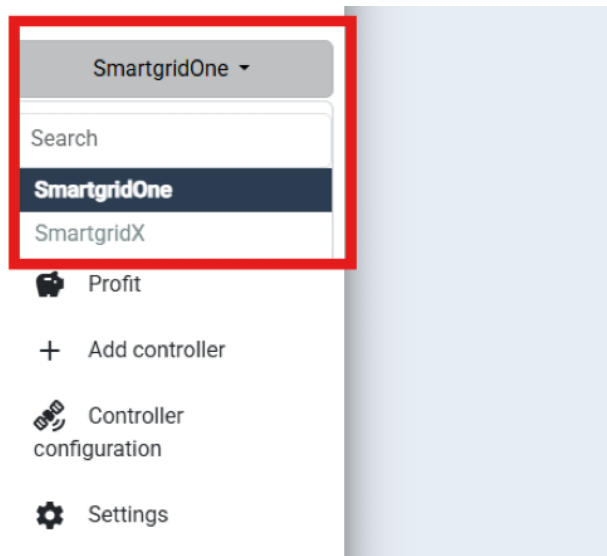 SmartgridOne
Search
SmartgridOne
SmartgridX
Profit
Add controller
Controller
configuration
Settings